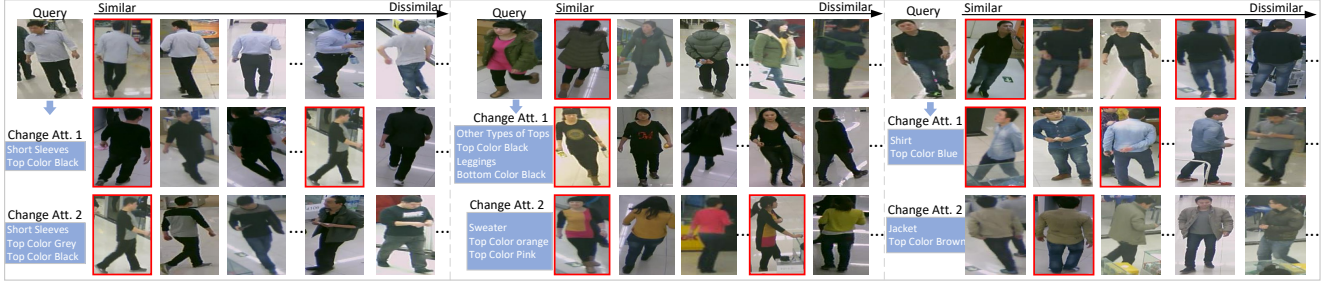 Query
Similar
Dissimilar
Change Att. 1
Short Sleeves
Top Color Black
Change Att. 2
Short Sleeves
Top Color Grey
Top Color Black
Query
Similar
Dissimilar
Change Att. 1
Other Types of Tops
Top Color Black
Leggings
Bottom Color Black
Change Att. 2
Sweater
Top Color orange
Top Color Pink
Query
Similar
Dissimilar
Change Att. 1
Shirt
Top Color Blue
Change Att. 2
Jacket
Top Color Brown